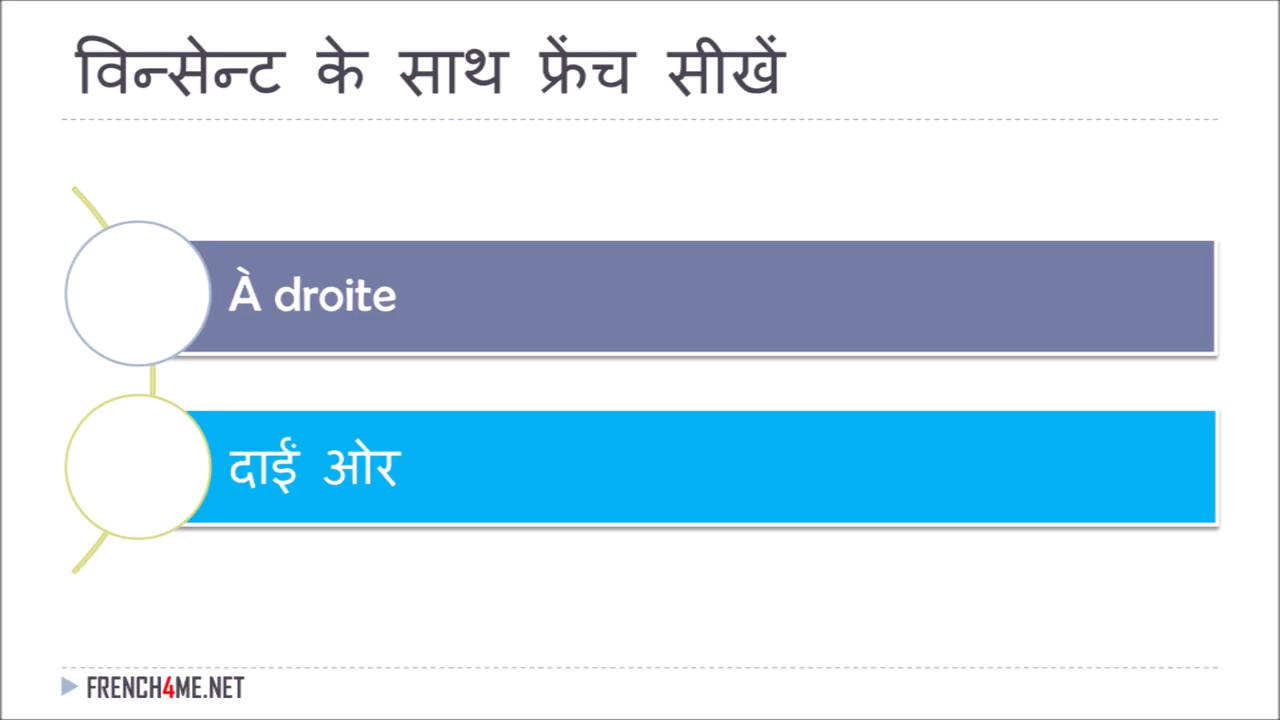 विन्सेन्ट के साथ फ्रेंच सीखें
À droite
दाईं ओर
FRENCH4ME.NET